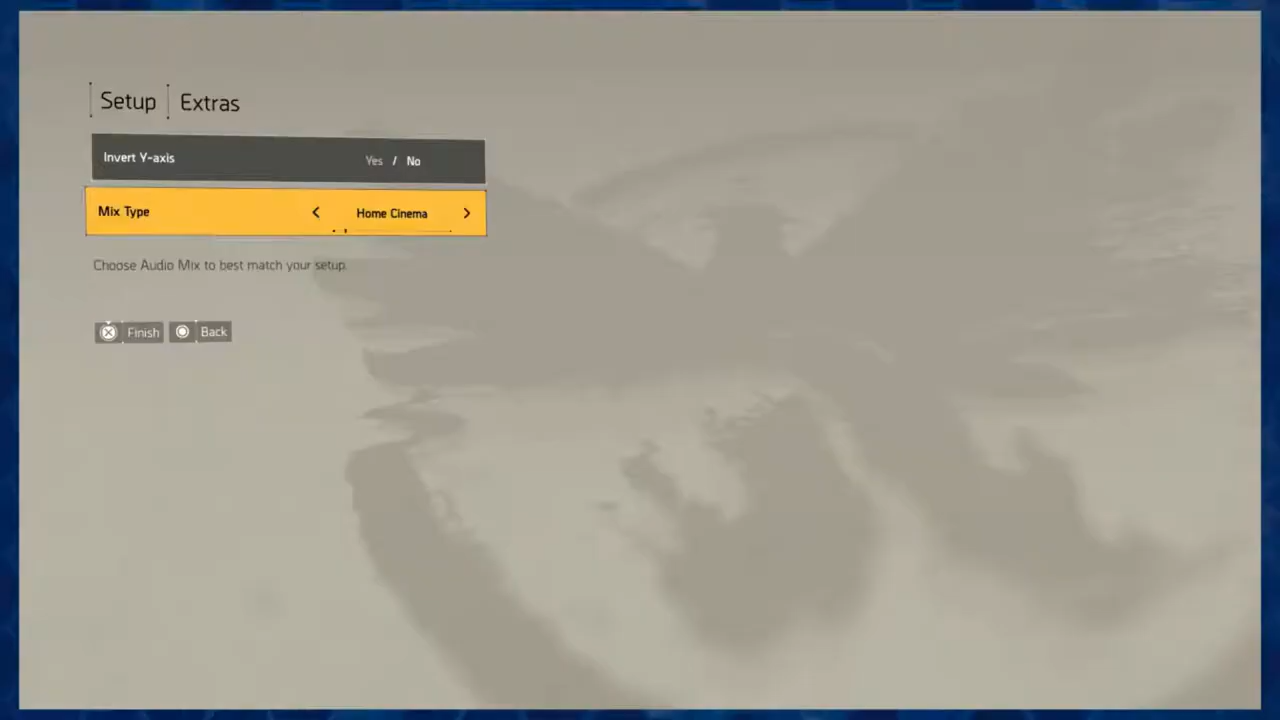 Setup Extras
Invert Y-axis Yes / No
Mix Type Home Cinema
Choose Audio Mix to best match your setup.
Finish Back